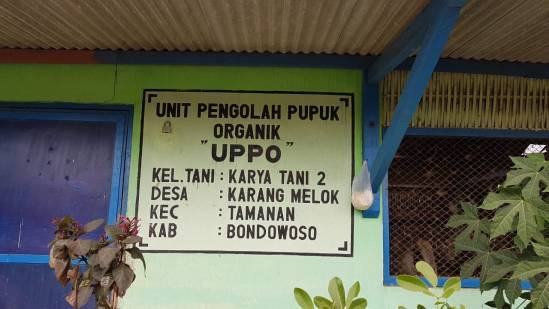 UNIT PENGOLAH PUPUK
ORGANIK
"UPPO"
KEL.TANI : KARYA TANI 2
DESA : KARANG MELOK
KEC : TAMANAN
KAB : BONDOWOSO